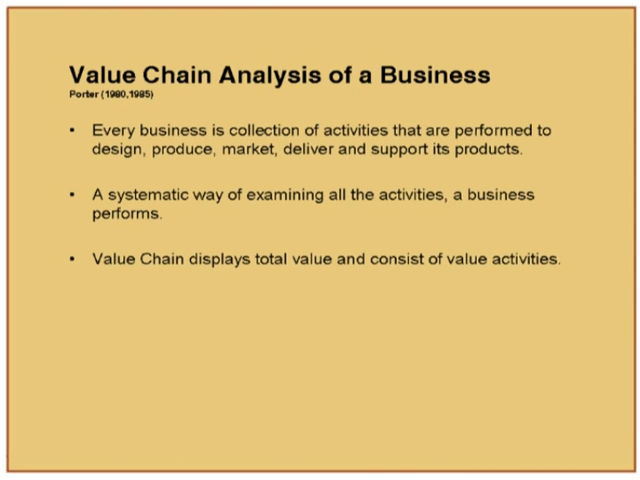 Value Chain Analysis of a Business
Porter (1980,1985)
• Every business is collection of activities that are performed to
design, produce, market, deliver and support its products.
• A systematic way of examining all the activities, a business
performs.
• Value Chain displays total value and consist of value activities.